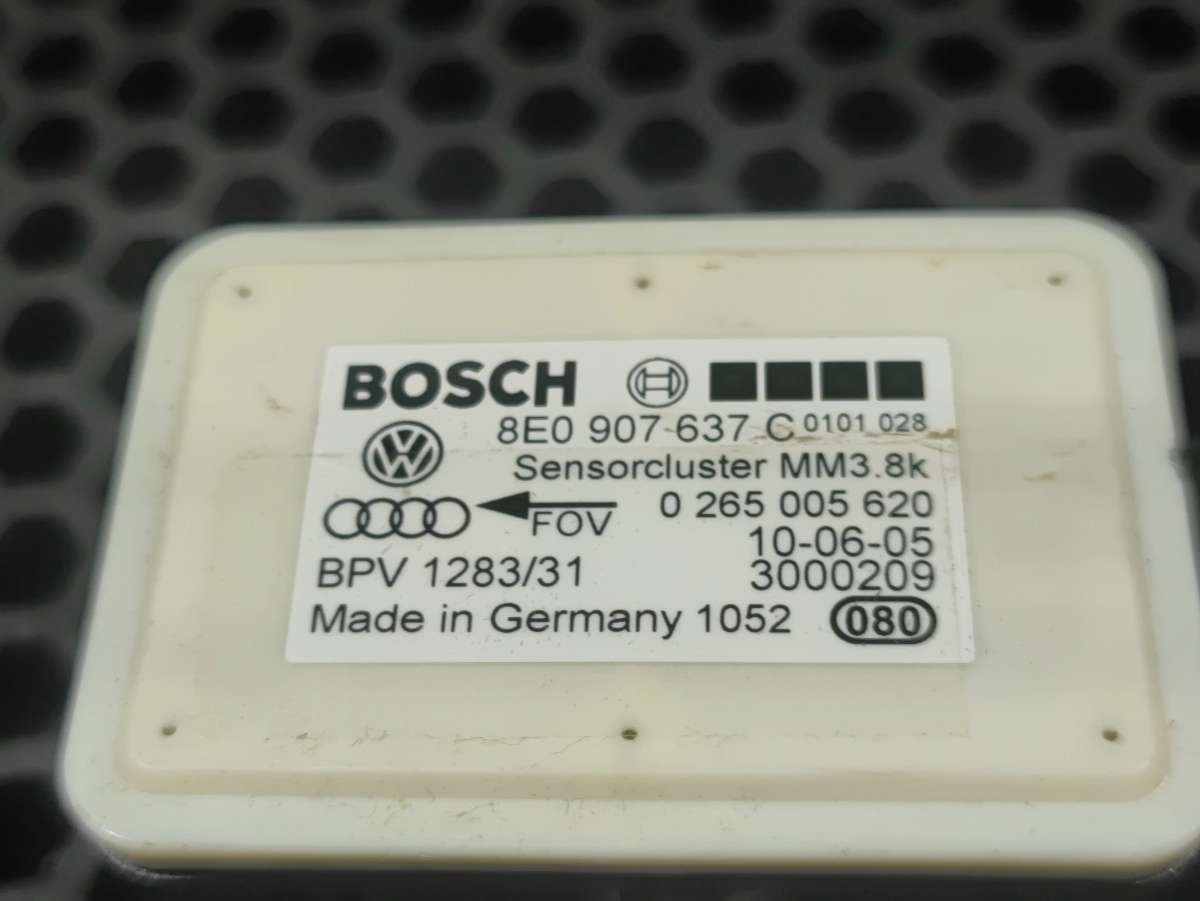 BOSCH
8E0 907 637 C 0101 028
Sensorcluster MM3.8k
FOV 0 265 005 620
10-06-05
BPV 1283/31 3000209
Made in Germany 1052 080